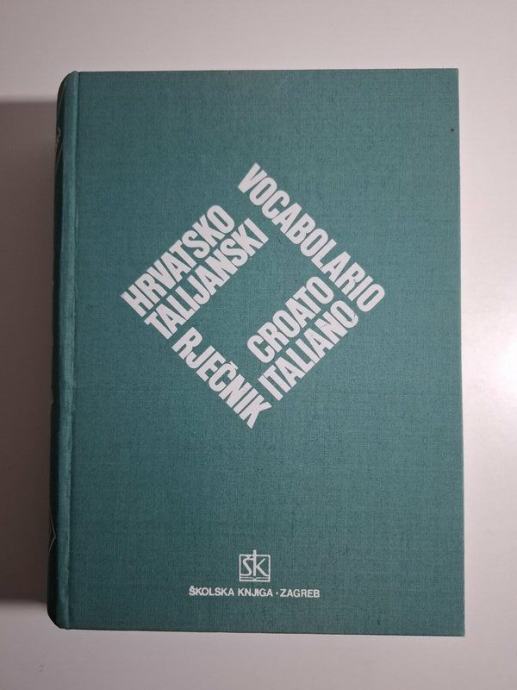 HRVATSKO
TALIJANSKI
RJEČNIK
VOCABOLARIO
CROATO
ITALIANO
ŠK
ŠKOLSKA KNJIGA · ZAGREB